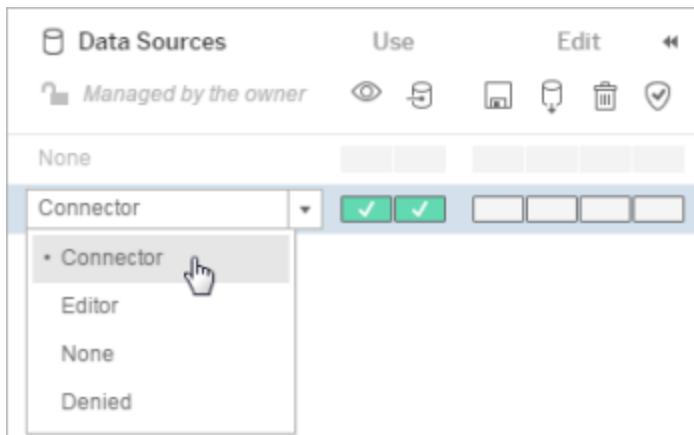 Data Sources Use Edit
Managed by the owner
None
Connector
• Connector
Editor
None
Denied